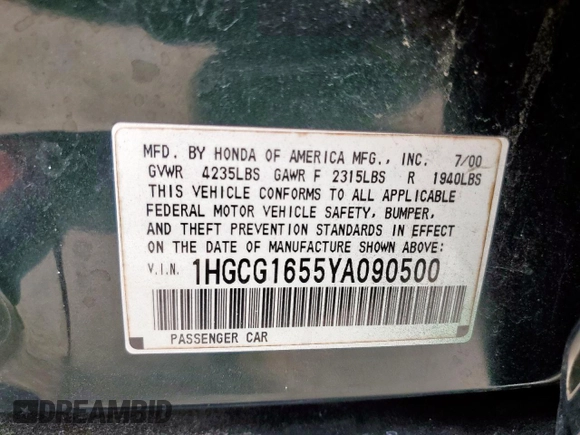 MFD. BY HONDA OF AMERICA MFG., INC. 7/00
GVWR 4235LBS GAWR F 2315LBS R 1940LBS
THIS VEHICLE CONFORMS TO ALL APPLICABLE
FEDERAL MOTOR VEHICLE SAFETY, BUMPER,
AND THEFT PREVENTION STANDARDS IN EFFECT
ON THE DATE OF MANUFACTURE SHOWN ABOVE:
V.I.N. 1HGCG1655YA090500
PASSENGER CAR
DREAMBID